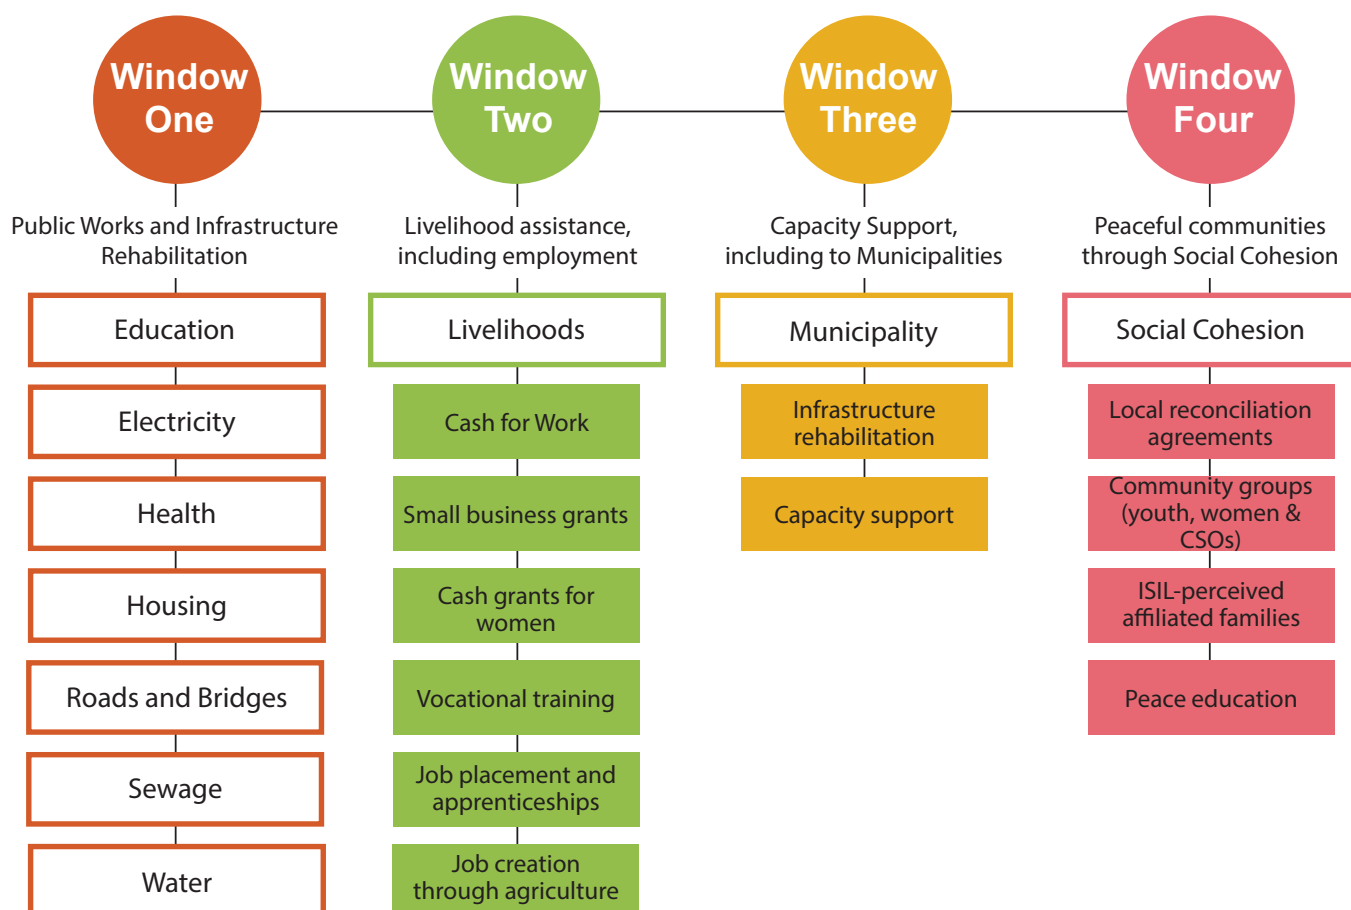 Window
One
Public Works and Infrastructure
Rehabilitation
Education
Electricity
Health
Housing
Roads and Bridges
Sewage
Water
Window
Two
Livelihood assistance,
including employment
Livelihoods
Cash for Work
Small business grants
Cash grants for
women
Vocational training
Job placement and
apprenticeships
Job creation
through agriculture
Window
Three
Capacity Support,
including to Municipalities
Municipality
Infrastructure
rehabilitation
Capacity support
Window
Four
Peaceful communities
through Social Cohesion
Social Cohesion
Local reconciliation
agreements
Community groups
(youth, women &
CSOs)
ISIL-perceived
affiliated families
Peace education